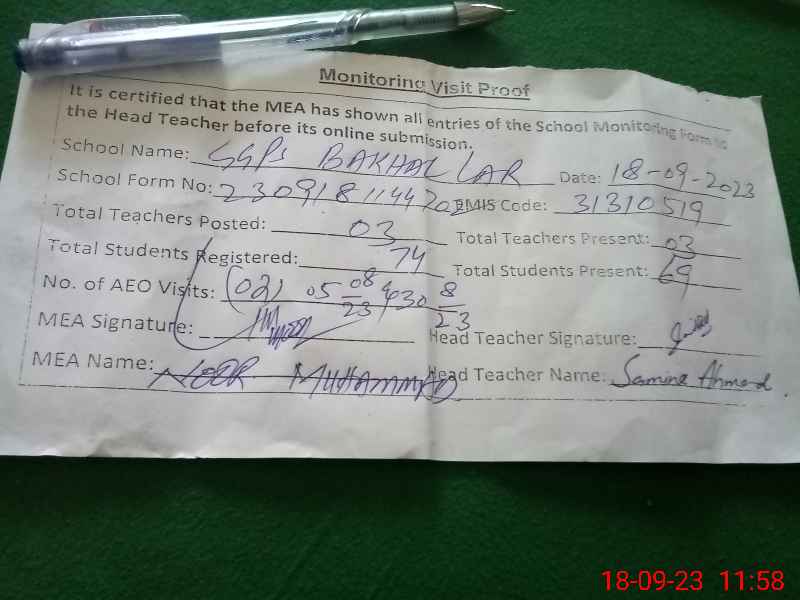 Monitoring Visit Proof
It is certified that the MEA has shown all entries of the School Monitoring Form to
the Head Teacher before its online submission.
School Name: GGPS BAKHAL LAR Date: 18-09-2023
School Form No: EMIS Code: 31310519
Total Teachers Posted: 03 Total Teachers Present: 03
Total Students Registered: 74 Total Students Present: 69
No. of AEO Visits: (02) 05 08/23 30 8/23
MEA Signature: Head Teacher Signature:
MEA Name: NOOR MUHAMMAD Head Teacher Name: Samina Ahmad.
18-09-23 11:58